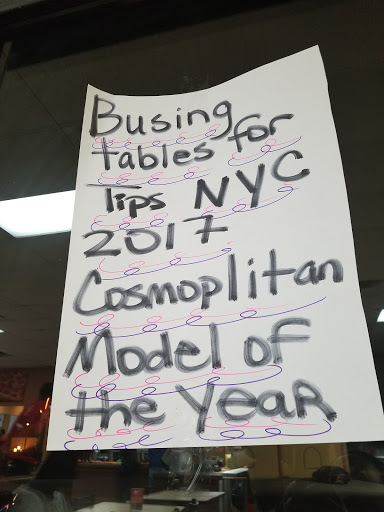 Busing
tables for
Tips NYC
2017
Cosmoplitan
Model of
the Year